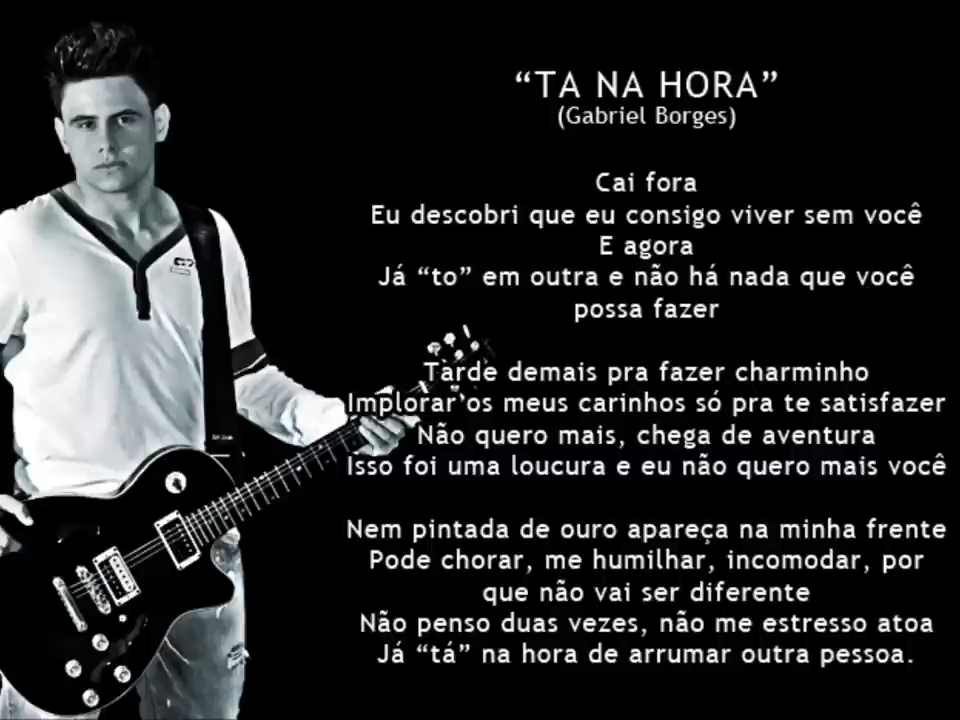 “TA NA HORA”
(Gabriel Borges)
Cai fora
Eu descobri que eu consigo viver sem você
E agora
Já “to” em outra e não há nada que você
possa fazer
Tarde demais pra fazer charminho
Implorar os meus carinhos só pra te satisfazer
Não quero mais, chega de aventura
Isso foi uma loucura e eu não quero mais você
Nem pintada de ouro apareça na minha frente
Pode chorar, me humilhar, incomodar, por
que não vai ser diferente
Não penso duas vezes, não me estresso atoa
Já “tá” na hora de arrumar outra pessoa.